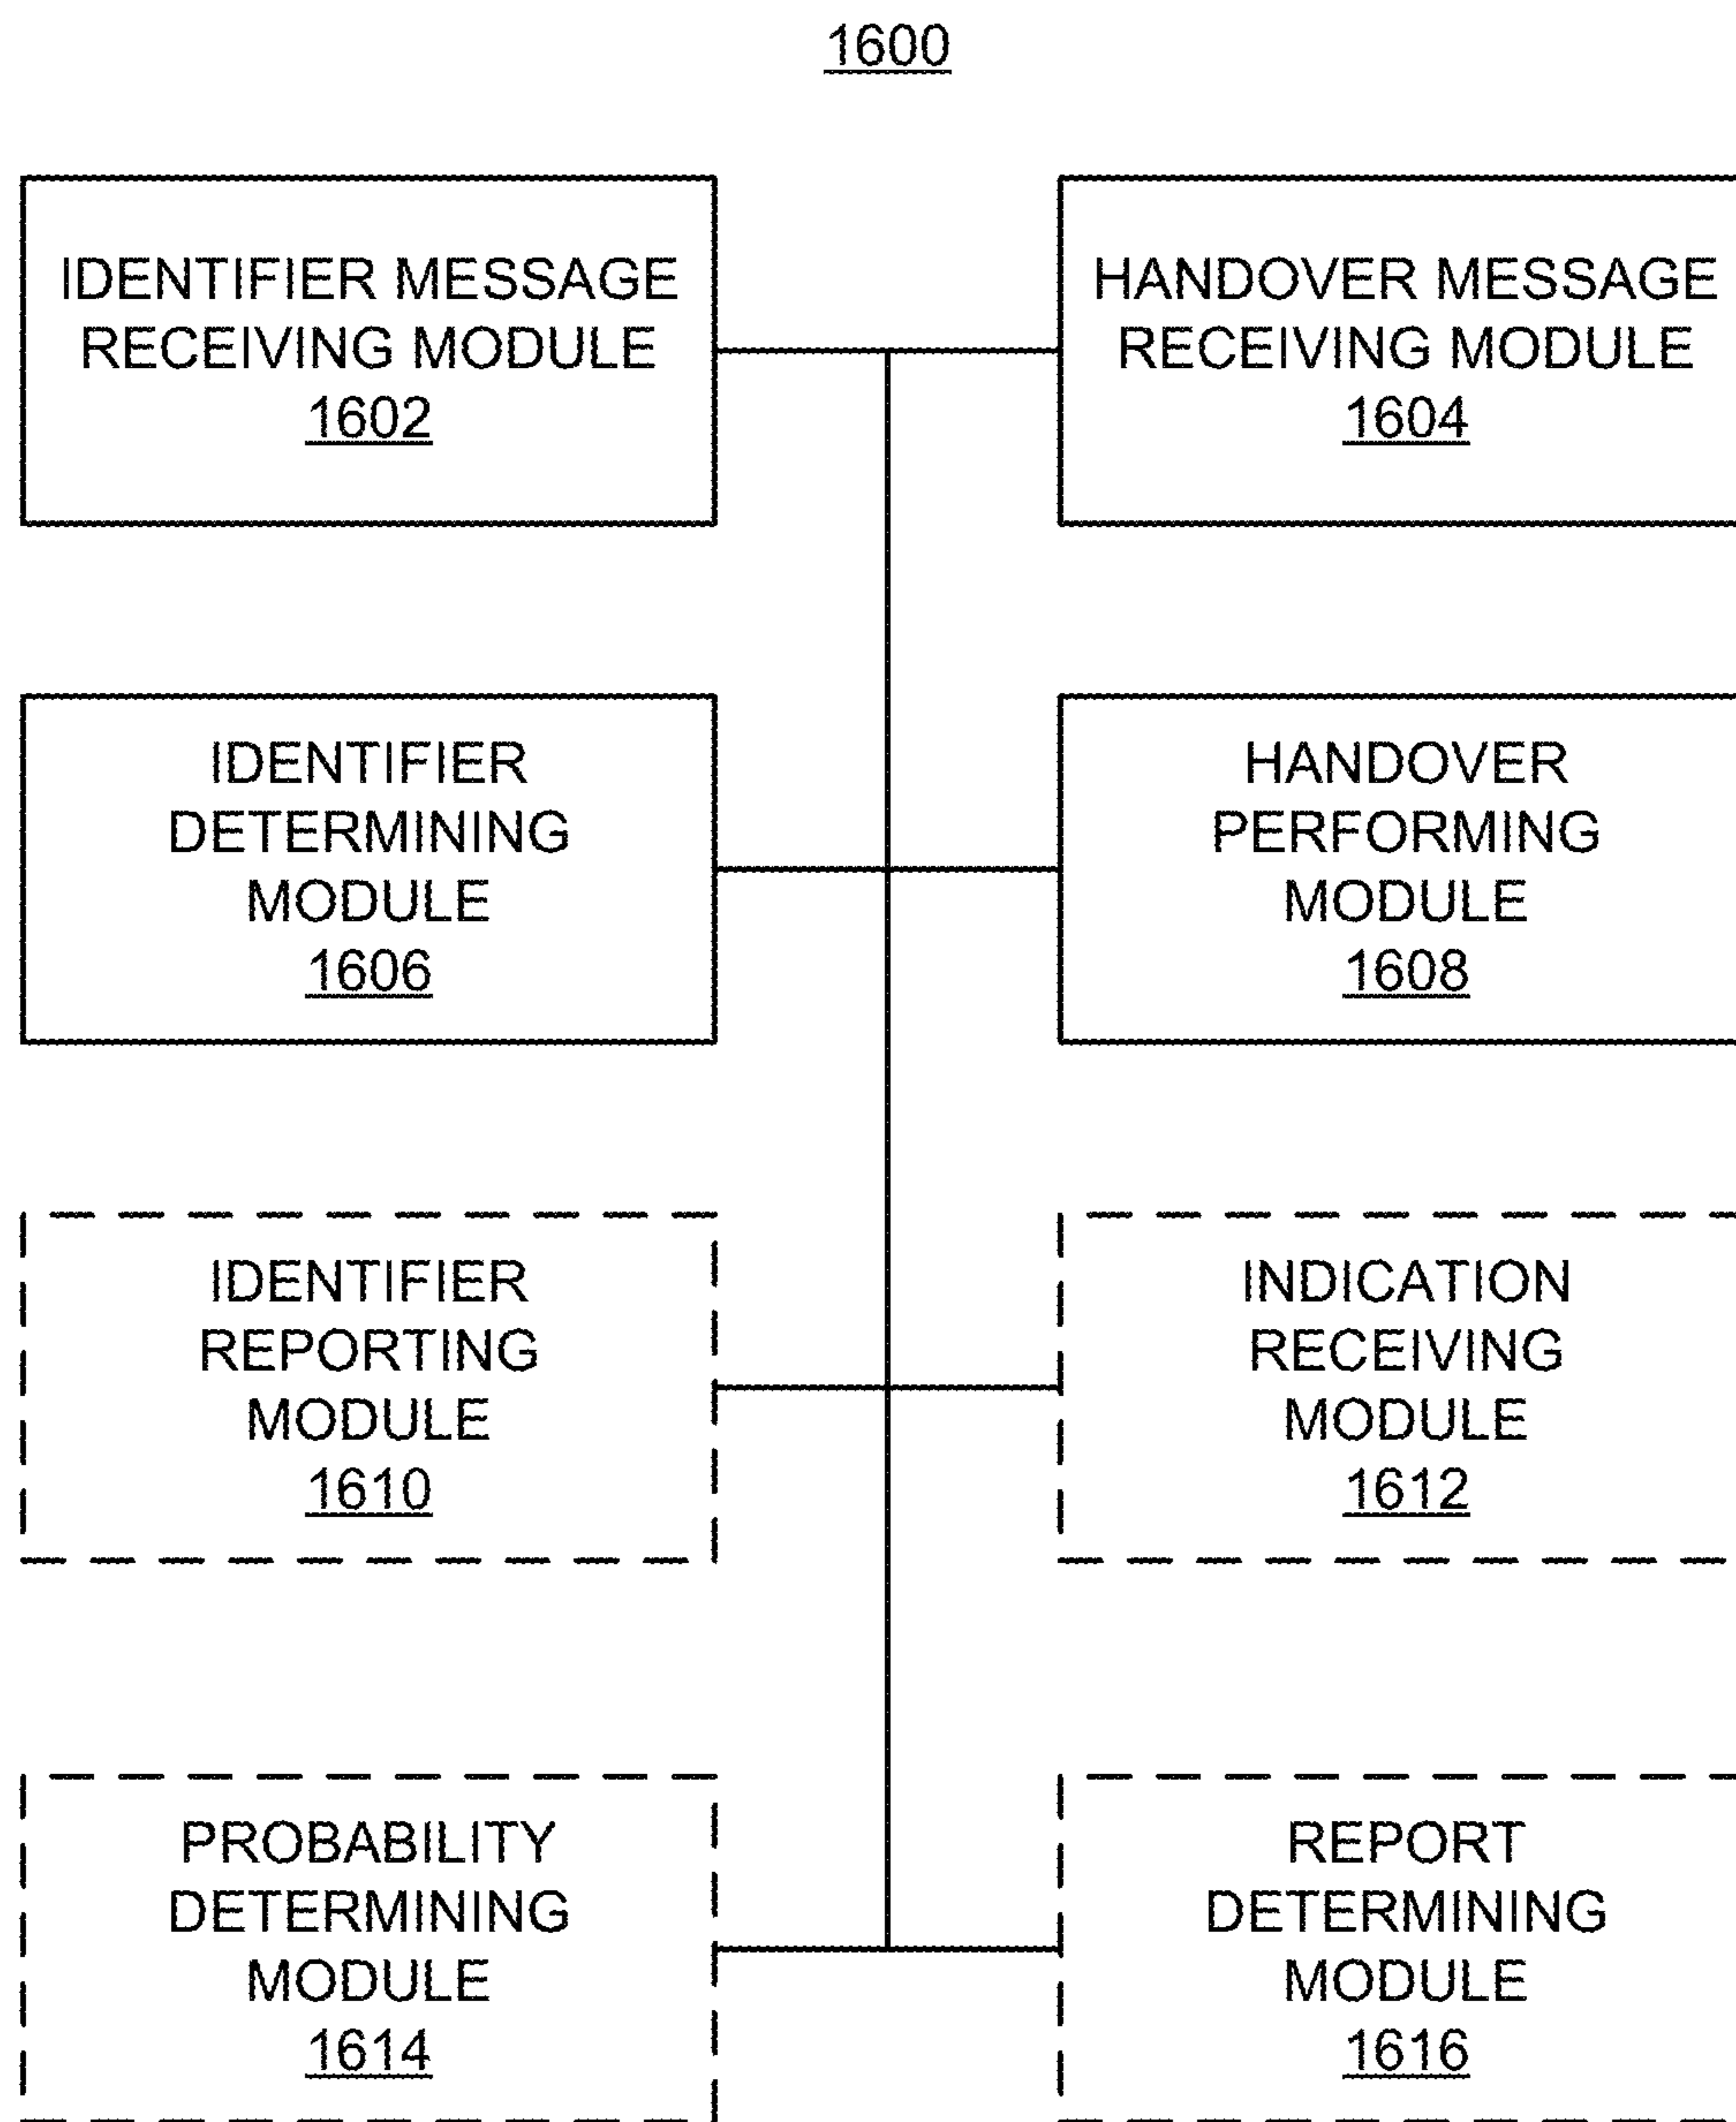 1600
IDENTIFIER MESSAGE
RECEIVING MODULE
1602
HANDOVER MESSAGE
RECEIVING MODULE
1604
IDENTIFIER
DETERMINING
MODULE
1606
HANDOVER
PERFORMING
MODULE
1608
IDENTIFIER
REPORTING
MODULE
1610
INDICATION
RECEIVING
MODULE
1612
PROBABILITY
DETERMINING
MODULE
1614
REPORT
DETERMINING
MODULE
1616